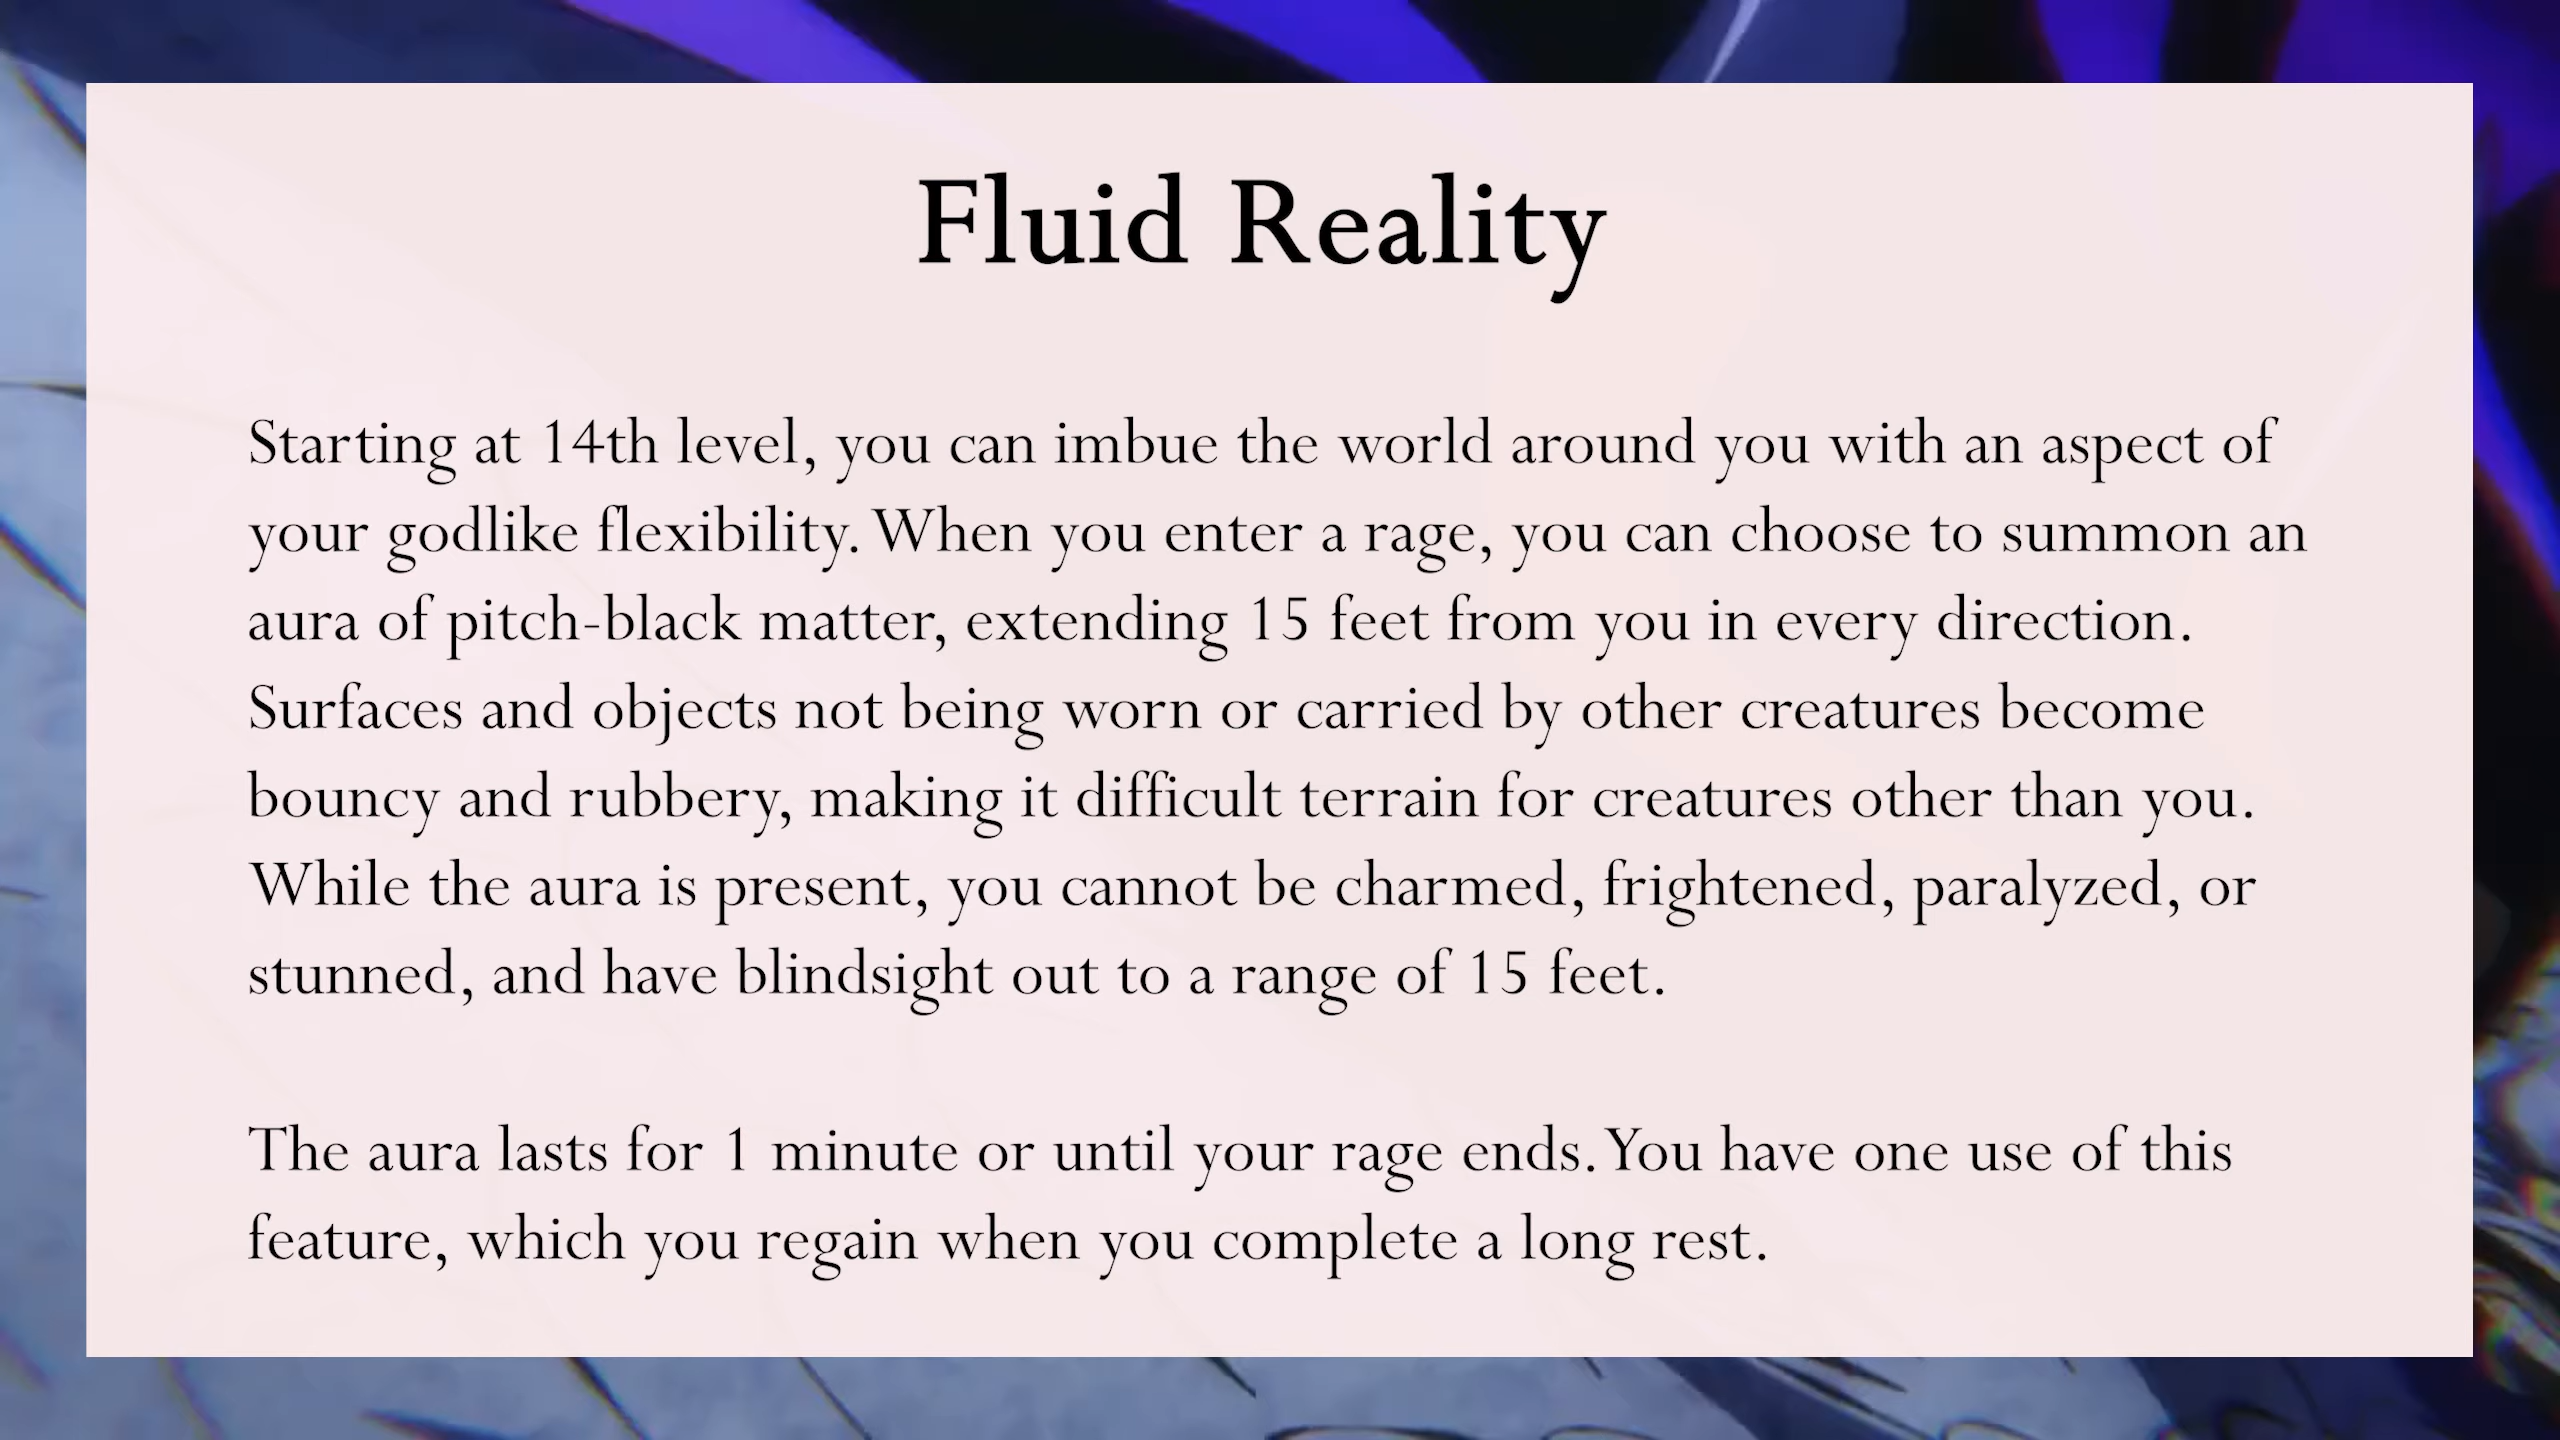 Fluid Reality
Starting at 14th level, you can imbue the world around you with an aspect of
your godlike flexibility. When you enter a rage, you can choose to summon an
aura of pitch-black matter, extending 15 feet from you in every direction.
Surfaces and objects not being worn or carried by other creatures become
bouncy and rubbery, making it difficult terrain for creatures other than you.
While the aura is present, you cannot be charmed, frightened, paralyzed, or
stunned, and have blindsight out to a range of 15 feet.
The aura lasts for 1 minute or until your rage ends. You have one use of this
feature, which you regain when you complete a long rest.